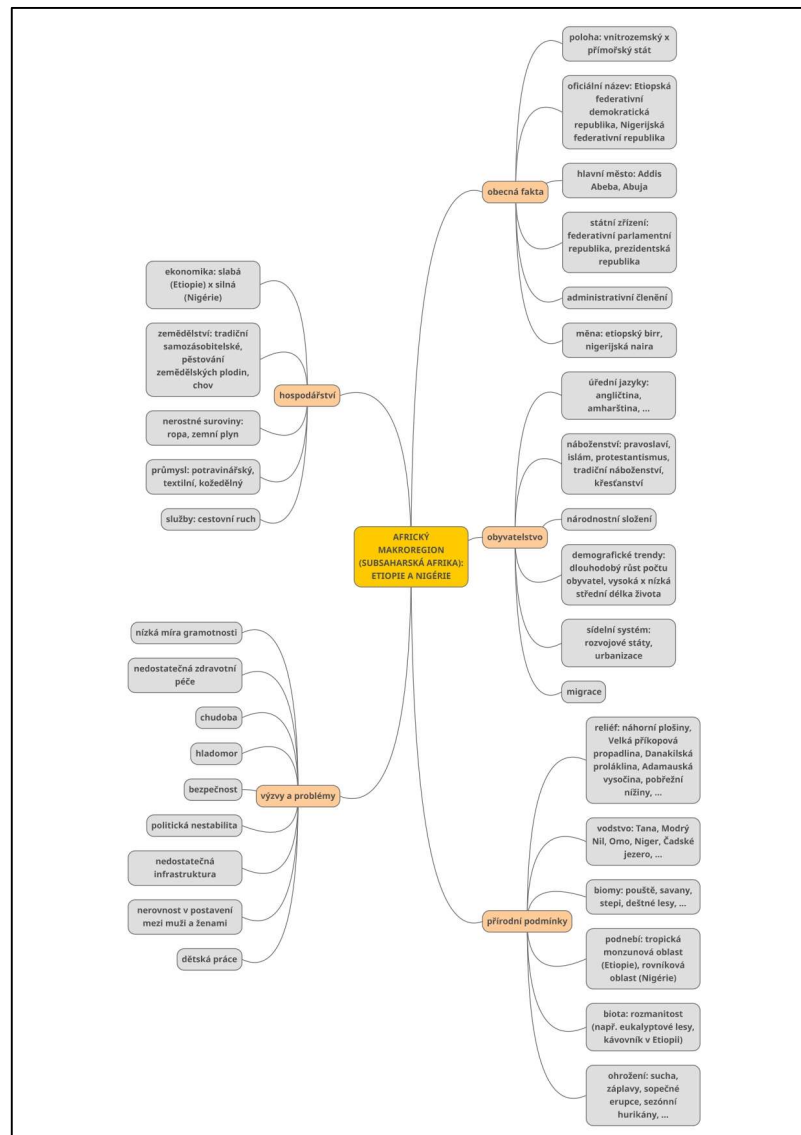 AFRICKÝ
MAKROREGION
(SUBSAHARSKÁ AFRIKA):
ETIOPIE A NIGÉRIE
obecná fakta
poloha: vnitrozemský x
přímořský stát
oficiální název: Etiopská
federativní
demokratická
republika, Nigerijská
federativní republika
hlavní město: Addis
Abeba, Abuja
státní zřízení:
federativní parlamentní
republika, prezidentská
republika
administrativní členění
měna: etiopský birr,
nigerijská naira
obyvatelstvo
úřední jazyky:
angličtina,
amharština, ...
náboženství: pravoslaví,
islám, protestantismus,
tradiční náboženství,
křesťanství
národnostní složení
demografické trendy:
dlouhodobý růst počtu
obyvatel, vysoká x nízká
střední délka života
sídelní systém:
rozvojové státy,
urbanizace
migrace
přírodní podmínky
reliéf: náhorní plošiny,
Velká příkopová
propadlina, Danakilská
proláklina, Adamauská
vysočina, pobřežní
nížiny, ...
vodstvo: Tana, Modrý
Nil, Omo, Niger, Čadské
jezero, ...
biomy: pouště, savany,
stepi, deštné lesy, ...
podnebí: tropická
monzunová oblast
(Etiopie), rovníková
oblast (Nigérie)
biota: rozmanitost
(např. eukalyptové lesy,
kávovník v Etiopii)
ohrožení: sucha,
záplavy, sopečné
erupce, sezónní
hurikány, ...
hospodářství
ekonomika: slabá
(Etiopie) x silná
(Nigérie)
zemědělství: tradiční
samozásobitelské,
pěstování
zemědělských plodin,
chov
nerostné suroviny:
ropa, zemní plyn
průmysl: potravinářský,
textilní, kožedělný
služby: cestovní ruch
výzvy a problémy
nízká míra gramotnosti
nedostatečná zdravotní
péče
chudoba
hladomor
bezpečnost
politická nestabilita
nedostatečná
infrastruktura
nerovnost v postavení
mezi muži a ženami
dětská práce